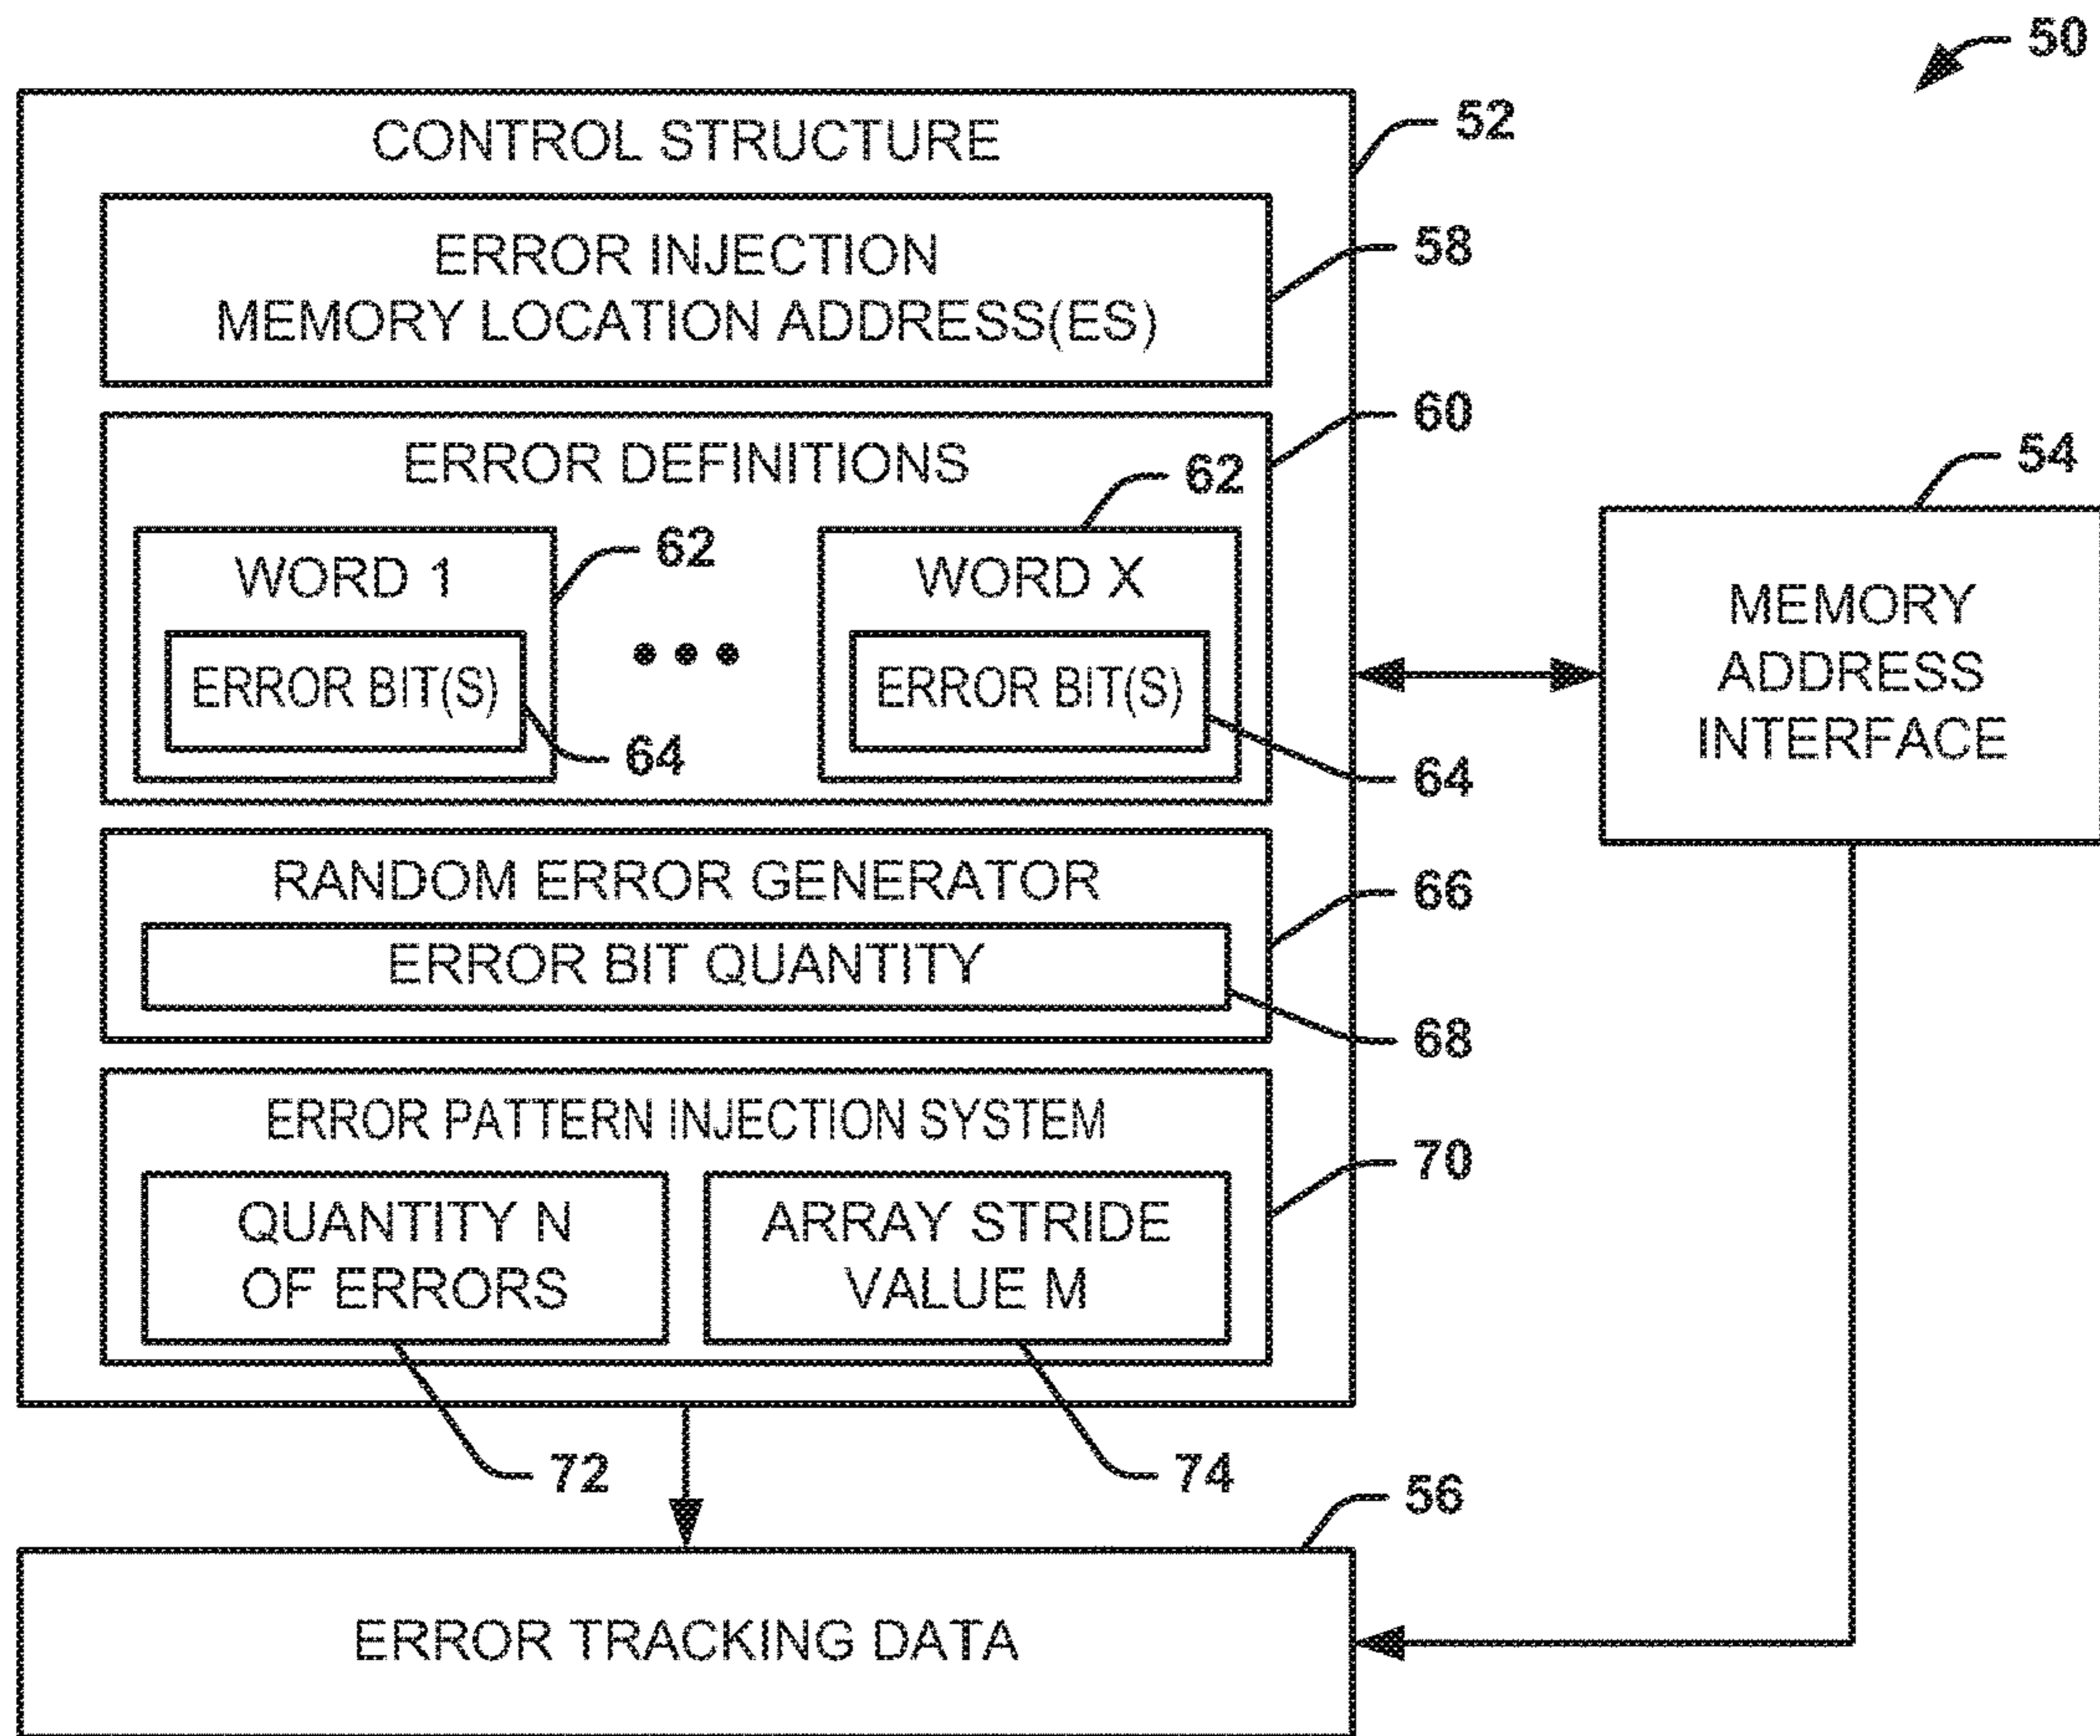 50
CONTROL STRUCTURE
52
ERROR INJECTION
MEMORY LOCATION ADDRESS(ES)
58
ERROR DEFINITIONS
60
WORD 1
62
ERROR BIT(S)
64
WORD X
62
ERROR BIT(S)
64
MEMORY
ADDRESS
INTERFACE
54
RANDOM ERROR GENERATOR
66
ERROR BIT QUANTITY
68
ERROR PATTERN INJECTION SYSTEM
70
QUANTITY N
OF ERRORS
72
ARRAY STRIDE
VALUE M
74
ERROR TRACKING DATA
56